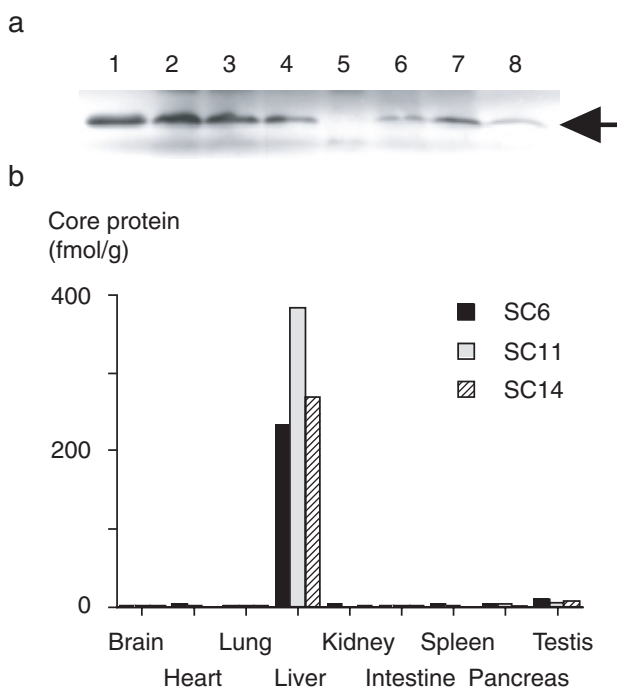 a
1 2 3 4 5 6 7 8
b
Core protein
(fmol/g)
400
200
0
SC6
SC11
SC14
Brain Lung Kidney Spleen Testis
Heart Liver Intestine Pancreas